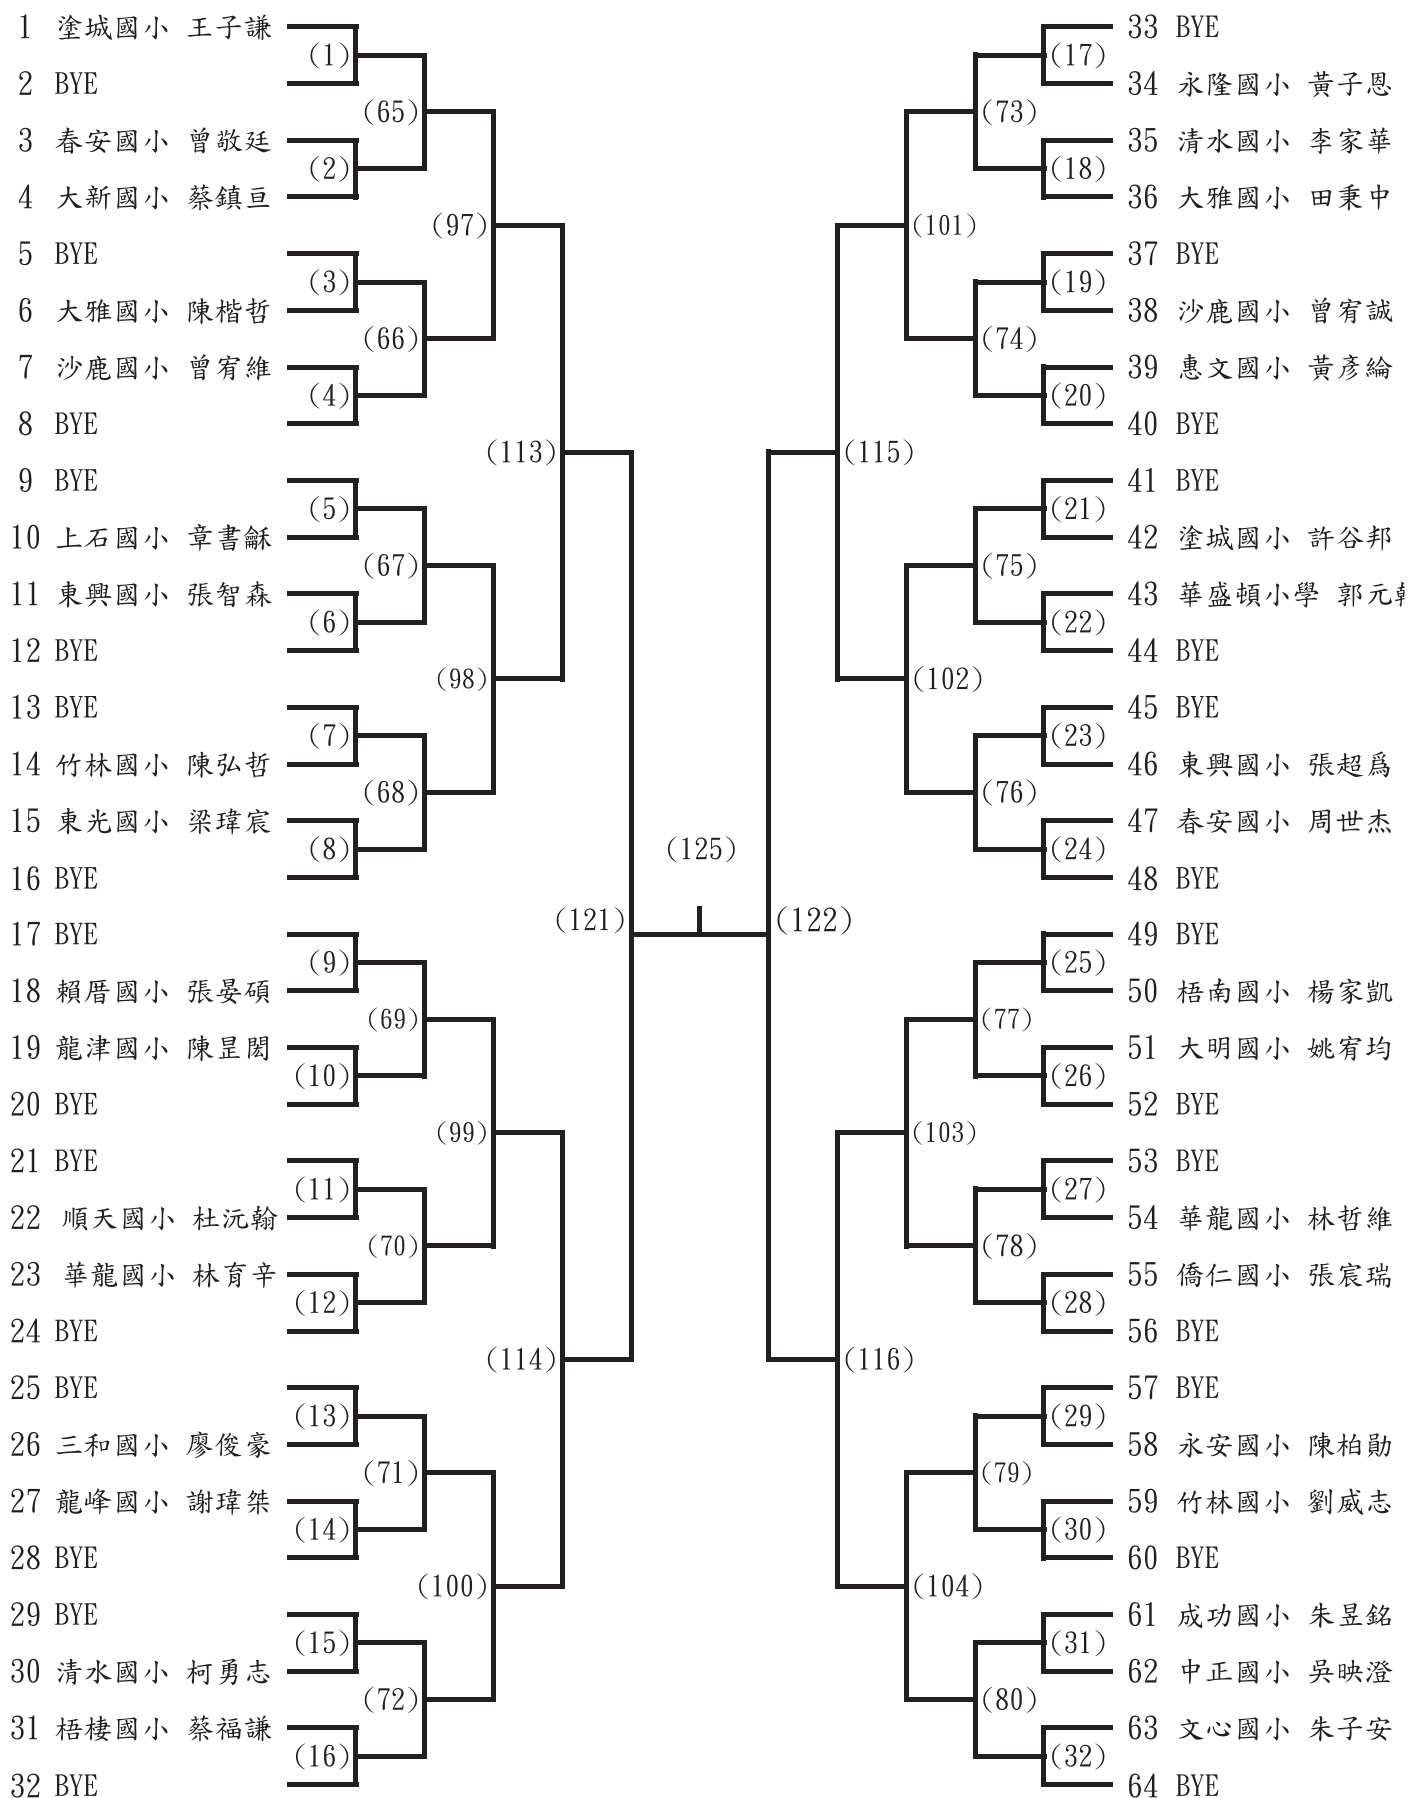 1 塗城國小 王子謙
(1)
2 BYE
(65)
3 春安國小 曾敬廷
(2)
4 大新國小 蔡鎮亘
(97)
5 BYE
(3)
6 大雅國小 陳楷哲
(66)
7 沙鹿國小 曾宥維
(4)
8 BYE
(113)
9 BYE
(5)
10 上石國小 章書龢
(67)
11 東興國小 張智森
(6)
12 BYE
(98)
13 BYE
(7)
14 竹林國小 陳弘哲
(68)
15 東光國小 梁瑋宸
(8)
16 BYE
(121)
17 BYE
(9)
18 賴厝國小 張晏碩
(69)
19 龍津國小 陳昰閎
(10)
20 BYE
(99)
21 BYE
(11)
22 順天國小 杜沅翰
(70)
23 華龍國小 林育辛
(12)
24 BYE
(114)
25 BYE
(13)
26 三和國小 廖俊豪
(71)
27 龍峰國小 謝瑋桀
(14)
28 BYE
(100)
29 BYE
(15)
30 清水國小 柯勇志
(72)
31 梧棲國小 蔡福謙
(16)
32 BYE
(125)
33 BYE
(17)
34 永隆國小 黃子恩
(73)
35 清水國小 李家華
(18)
36 大雅國小 田秉中
(101)
37 BYE
(19)
38 沙鹿國小 曾宥誠
(74)
39 惠文國小 黃彥綸
(20)
40 BYE
(115)
41 BYE
(21)
42 塗城國小 許谷邦
(75)
43 華盛頓小學 郭元
(22)
44 BYE
(102)
45 BYE
(23)
46 東興國小 張超為
(76)
47 春安國小 周世杰
(24)
48 BYE
(122)
49 BYE
(25)
50 梧南國小 楊家凱
(77)
51 大明國小 姚宥均
(26)
52 BYE
(103)
53 BYE
(27)
54 華龍國小 林哲維
(78)
55 僑仁國小 張宸瑞
(28)
56 BYE
(116)
57 BYE
(29)
58 永安國小 陳柏勛
(79)
59 竹林國小 劉威志
(30)
60 BYE
(104)
61 成功國小 朱昱銘
(31)
62 中正國小 吳映澄
(80)
63 文心國小 朱子安
(32)
64 BYE